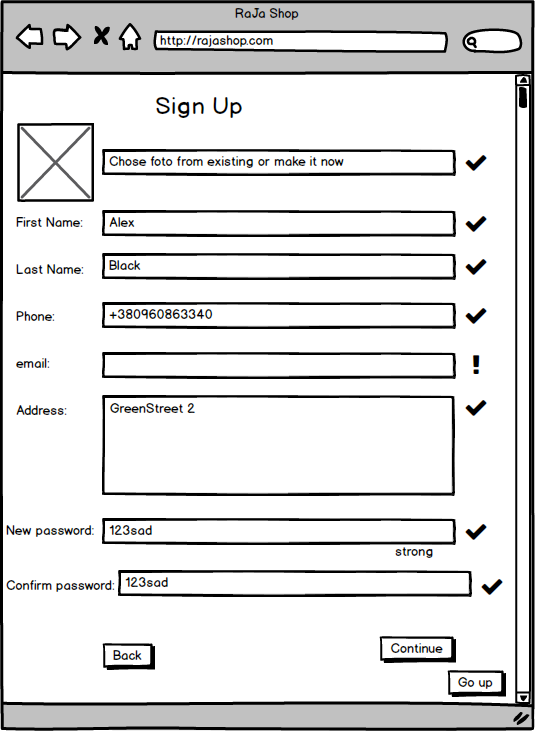 RaJa Shop
http://rajashop.com
Sign Up
Chose foto from existing or make it now
First Name: Alex
Last Name: Black
Phone: +380960863340
email: !
Address: GreenStreet 2
New password: 123sad
strong
Confirm password: 123sad
Back
Continue
Go up